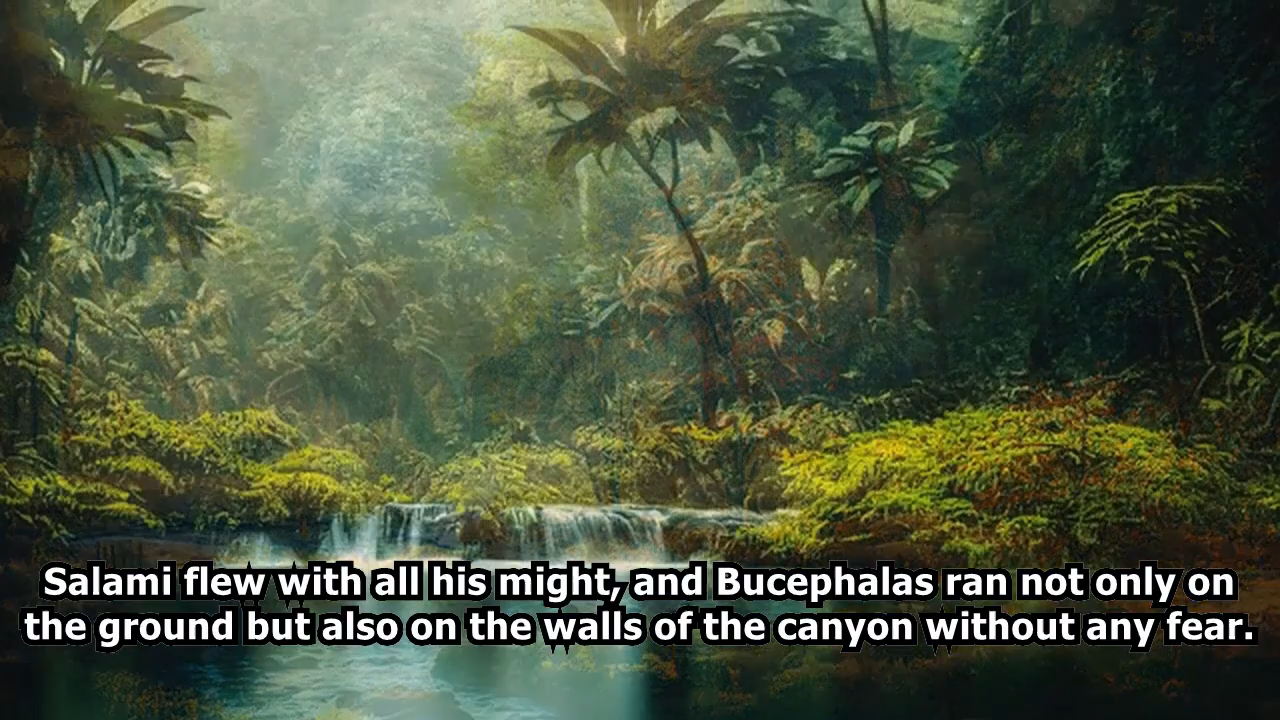 Salami flew with all his might, and Bucephalas ran not only on
the ground but also on the walls of the canyon without any fear.